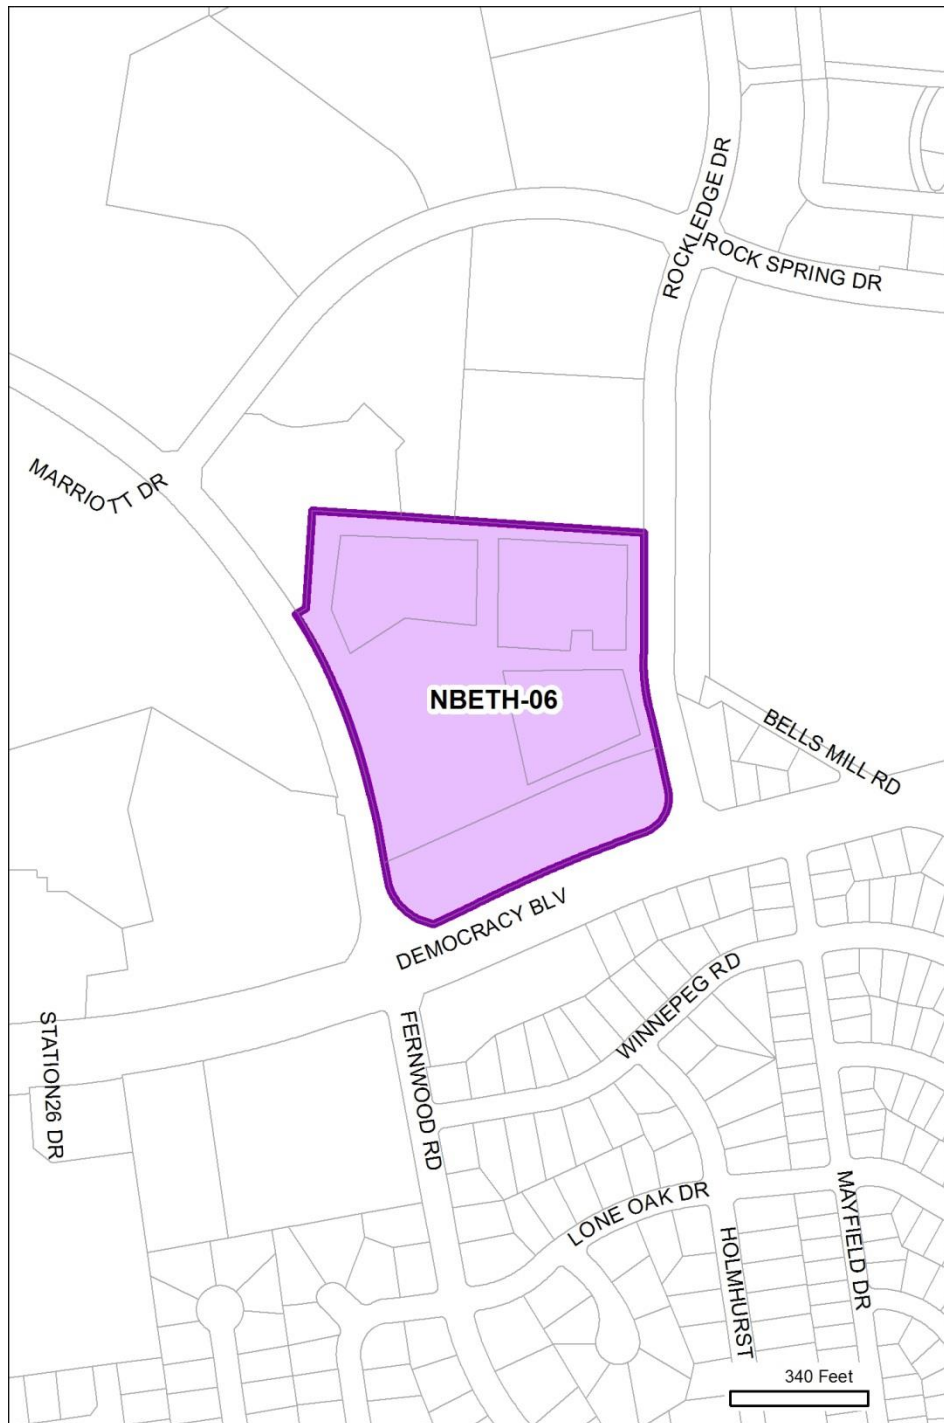 ROCKLEDGE DR
ROCK SPRING DR
MARRIOTT DR
NBETH-06
BELLS MILL RD
DEMOCRACY BLV
WINNEPEG RD
STATION26 DR
FERNWOOD RD
LONE OAK DR
MAYFIELD DR
HOLMHURST
340 Feet